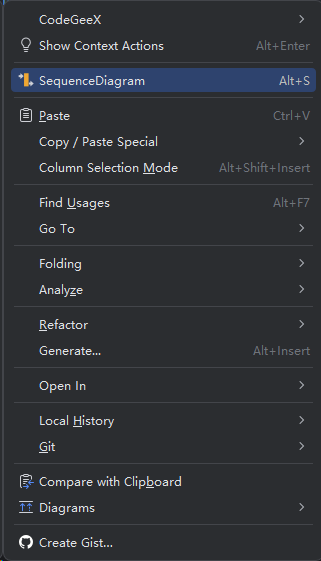 CodeGeeX
Show Context Actions Alt+Enter
SequenceDiagram Alt+S
Paste Ctrl+V
Copy / Paste Special
Column Selection Mode Alt+Shift+Insert
Find Usages Alt+F7
Go To
Folding
Analyze
Refactor
Generate... Alt+Insert
Open In
Local History
Git
Compare with Clipboard
Diagrams
Create Gist...